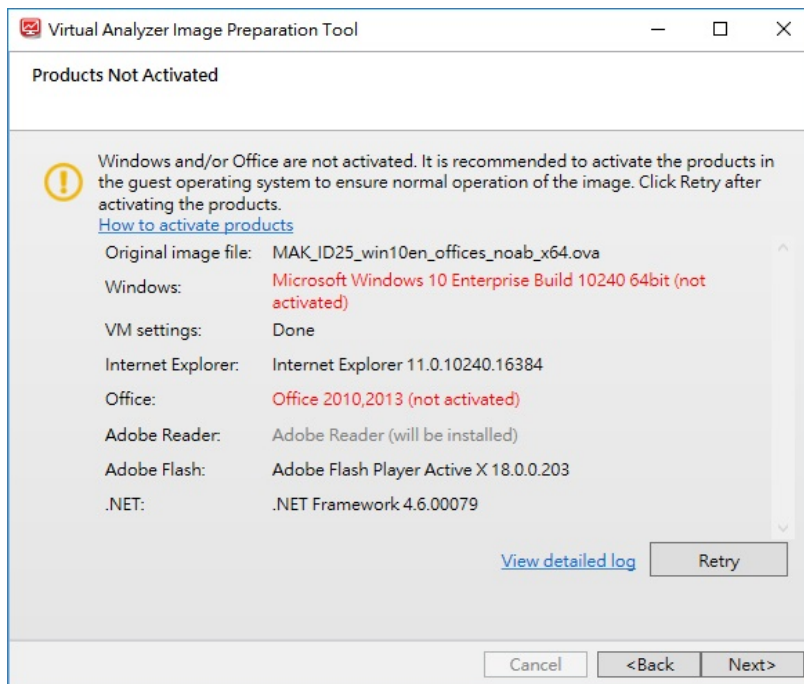 Virtual Analyzer Image Preparation Tool
Products Not Activated
Windows and/or Office are not activated. It is recommended to activate the products in
the guest operating system to ensure normal operation of the image. Click Retry after
activating the products.
How to activate products
Original image file: MAK_ID25_win10en_offices_noab_x64.ova
Windows: Microsoft Windows 10 Enterprise Build 10240 64bit (not
activated)
VM settings: Done
Internet Explorer: Internet Explorer 11.0.10240.16384
Office: Office 2010,2013 (not activated)
Adobe Reader: Adobe Reader (will be installed)
Adobe Flash: Adobe Flash Player Active X 18.0.0.203
.NET: .NET Framework 4.6.00079
View detailed log Retry
Cancel <Back Next>